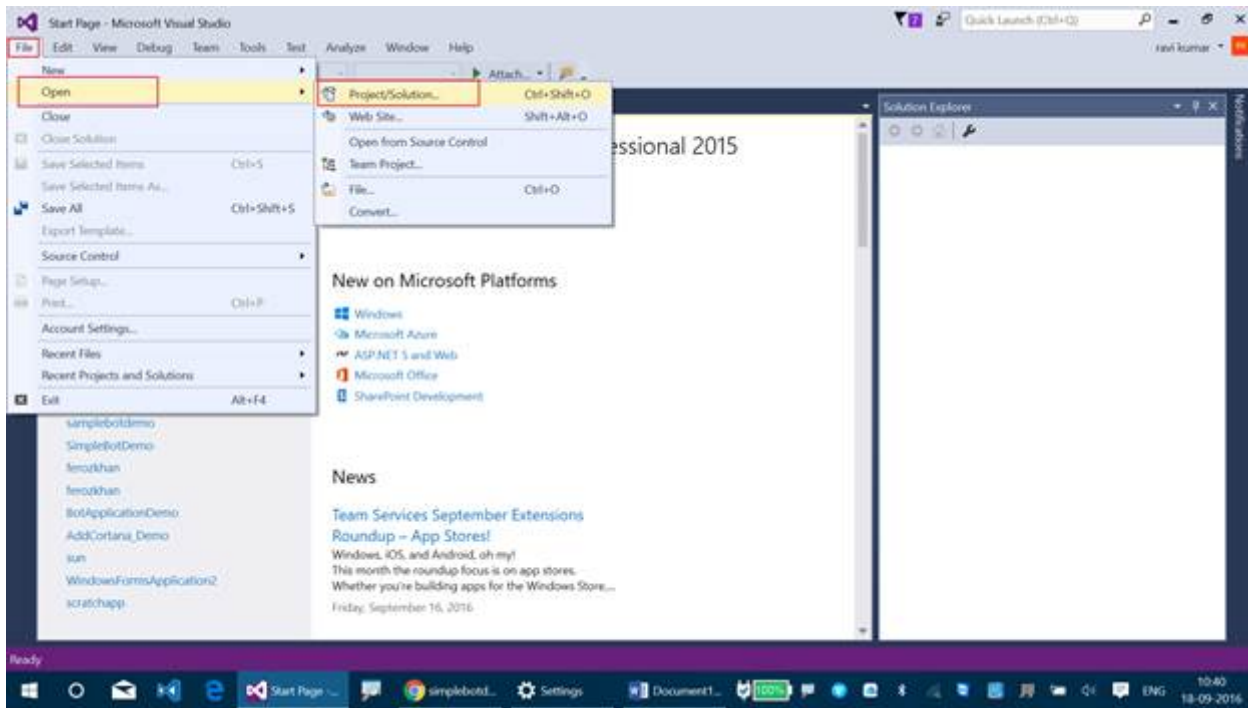 Start Page - Microsoft Visual Studio
7
Quick Launch (Ctrl+Q)
File Edit View Debug Team Tools Test Analyze Window Help
ravi kumar
New
Attach...
Open
Project/Solution... Ctrl+Shift+O
Solution Explorer
Notifications
Close
Web Site... Shift+Alt+O
Close Solution
Open from Source Control
essional 2015
Save Selected Items Ctrl+S
Team Project...
Save Selected Items As...
File... Ctrl+O
Save All Ctrl+Shift+S
Convert...
Export Template...
Source Control
Page Setup...
Print... Ctrl+P
Account Settings...
Recent Files
Recent Projects and Solutions
Exit Alt+F4
New on Microsoft Platforms
Windows
Microsoft Azure
ASP.NET 5 and Web
Microsoft Office
SharePoint Development
samplebotdemo
SimpleBotDemo
ferozkhan
ferozkhan
BotApplicationDemo
AddCortana_Demo
sun
WindowsFormsApplication2
scratchapp
News
Team Services September Extensions
Roundup – App Stores!
Windows, iOS, and Android, oh my!
This month the roundup focus is on app stores.
Whether you're building apps for the Windows Store,...
Friday, September 16, 2016
Ready
Start Page -... simplebotd... Settings Document1... 100% ENG 10:40
18-09-2016